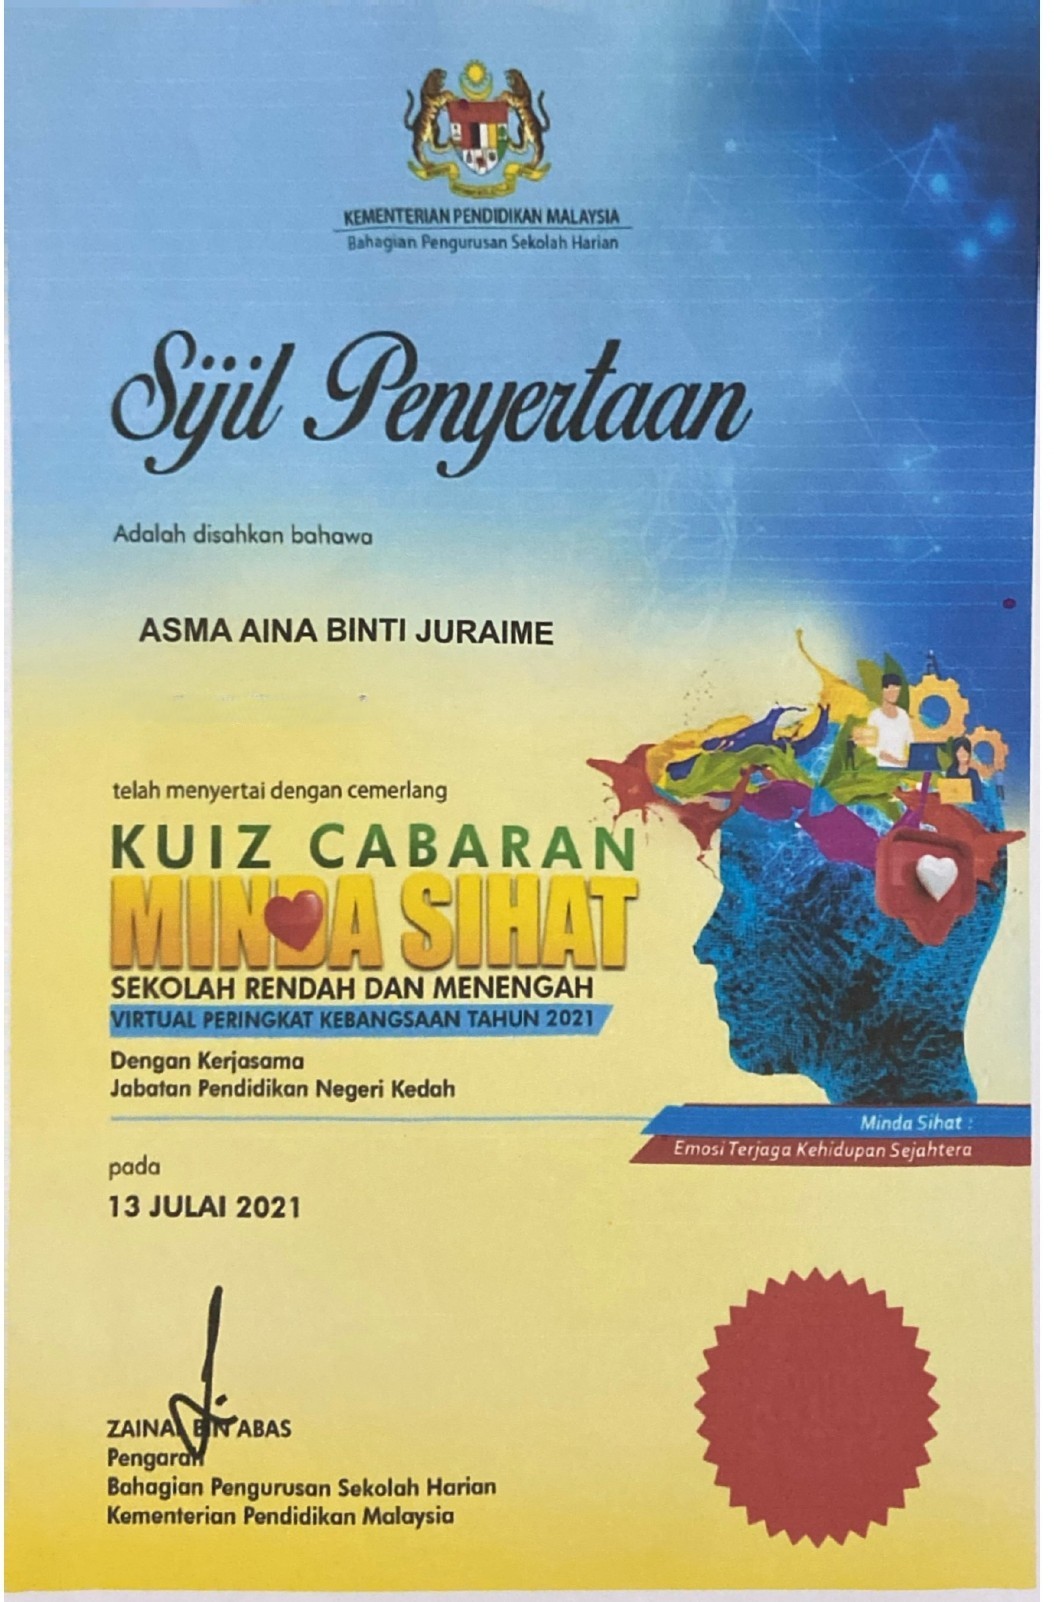 KEMENTERIAN PENDIDIKAN MALAYSIA
Bahagian Pengurusan Sekolah Harian
Sijil Penyertaan
Adalah disahkan bahawa
ASMA AINA BINTI JURAIME
telah menyertai dengan cemerlang
KUIZ CABARAN
MINDA SIHAT
SEKOLAH RENDAH DAN MENENGAH
VIRTUAL PERINGKAT KEBANGSAAN TAHUN 2021
Dengan Kerjasama
Jabatan Pendidikan Negeri Kedah
Minda Sihat :
Emosi Terjaga Kehidupan Sejahtera
pada
13 JULAI 2021
ZAINAL BIN ABAS
Pengarah
Bahagian Pengurusan Sekolah Harian
Kementerian Pendidikan Malaysia